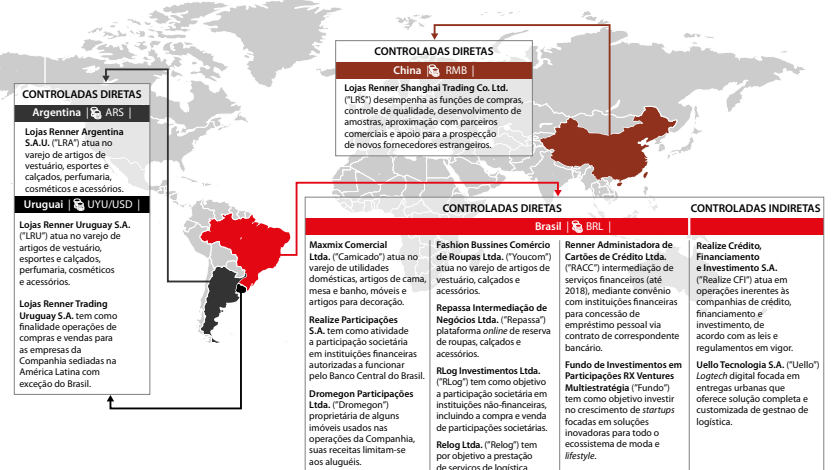 CONTROLADAS DIRETAS
Argentina | ARS |
Lojas Renner Argentina
S.A.U. ("LRA") atua no
varejo de artigos de
vestuário, esportes e
calçados, perfumaria,
cosméticos e acessórios.
Uruguai | UYU/USD |
Lojas Renner Uruguay S.A.
("LRU") atua no varejo de
artigos de vestuário,
esportes e calçados,
perfumaria, cosméticos
e acessórios.
Lojas Renner Trading
Uruguay S.A. tem como
finalidade operações de
compras e vendas para
as empresas da
Companhia sediadas na
América Latina com
exceção do Brasil.
CONTROLADAS DIRETAS
China | RMB |
Lojas Renner Shanghai Trading Co. Ltd.
("LRS") desempenha as funções de compras,
controle de qualidade, desenvolvimento de
amostras, aproximação com parceiros
comerciais e apoio para a prospecção
de novos fornecedores estrangeiros.
CONTROLADAS DIRETAS
CONTROLADAS INDIRETAS
Brasil | BRL |
Maxmix Comercial
Ltda. ("Camicado") atua no
varejo de utilidades
domésticas, artigos de cama,
mesa e banho, móveis e
artigos para decoração.
Realize Participações
S.A. tem como atividade
a participação societária
em instituições financeiras
autorizadas a funcionar
pelo Banco Central do Brasil.
Dromegon Participações
Ltda. ("Dromegon")
proprietária de alguns
imóveis usados nas
operações da Companhia,
suas receitas limitam-se
aos aluguéis.
Fashion Bussines Comércio
de Roupas Ltda. ("Youcom")
atua no varejo de artigos de
vestuário, calçados e
acessórios.
Repassa Intermediação de
Negócios Ltda. ("Repassa")
plataforma online de reserva
de roupas, calçados e
acessórios.
RLog Investimentos Ltda.
("RLog") tem como objetivo
a participação societária em
instituições não-financeiras,
incluindo a compra e venda
de participações societárias.
Relog Ltda. ("Relog") tem
por objetivo a prestação
de serviços de logística
Renner Administadora de
Cartões de Crédito Ltda.
("RACC") intermediação de
serviços financeiros (até
2018), mediante convênio
com instituições financeiras
para concessão de
empréstimo pessoal via
contrato de correspondente
bancário.
Fundo de Investimentos em
Participações RX Ventures
Multiestratégia ("Fundo")
tem como objetivo investir
no crescimento de startups
focadas em soluções
inovadoras para todo o
ecossistema de moda e
lifestyle.
Realize Crédito,
Financiamento
e Investimento S.A.
("Realize CFI") atua em
operações inerentes às
companhias de crédito,
financiamento e
investimento, de
acordo com as leis e
regulamentos em vigor.
Uello Tecnologia S.A. ("Uello")
Logtech digital focada em
entregas urbanas que
oferece solução completa e
customizada de gestnao de
logística.